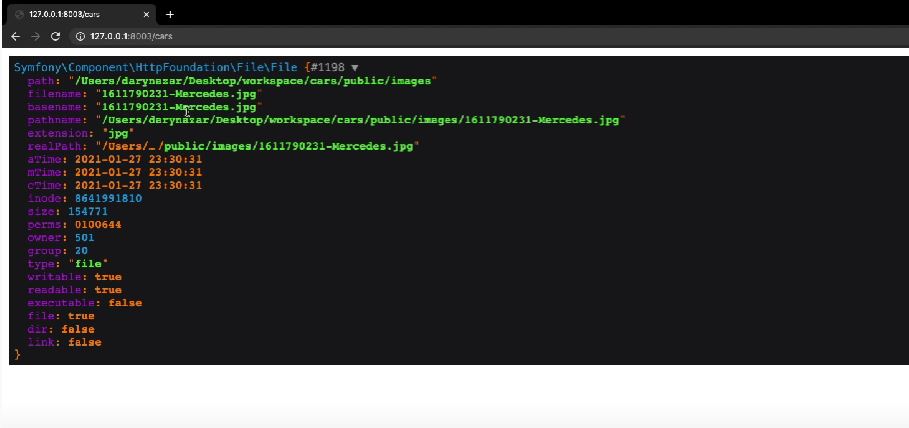 127.0.0.1:8003/cars
127.0.0.1:8003/cars
Symfony\Component\HttpFoundation\File\File {#1198 ▼
path: "/Users/darynazar/Desktop/workspace/cars/public/images"
filename: "1611790231-Mercedes.jpg"
basename: "1611790231-Mercedes.jpg"
pathname: "/Users/darynazar/Desktop/workspace/cars/public/images/1611790231-Mercedes.jpg"
extension: "jpg"
realPath: "/Users/…/public/images/1611790231-Mercedes.jpg"
aTime: 2021-01-27 23:30:31
mTime: 2021-01-27 23:30:31
cTime: 2021-01-27 23:30:31
inode: 8641991810
size: 154771
perms: 0100644
owner: 501
group: 20
type: "file"
writable: true
readable: true
executable: false
file: true
dir: false
link: false
}